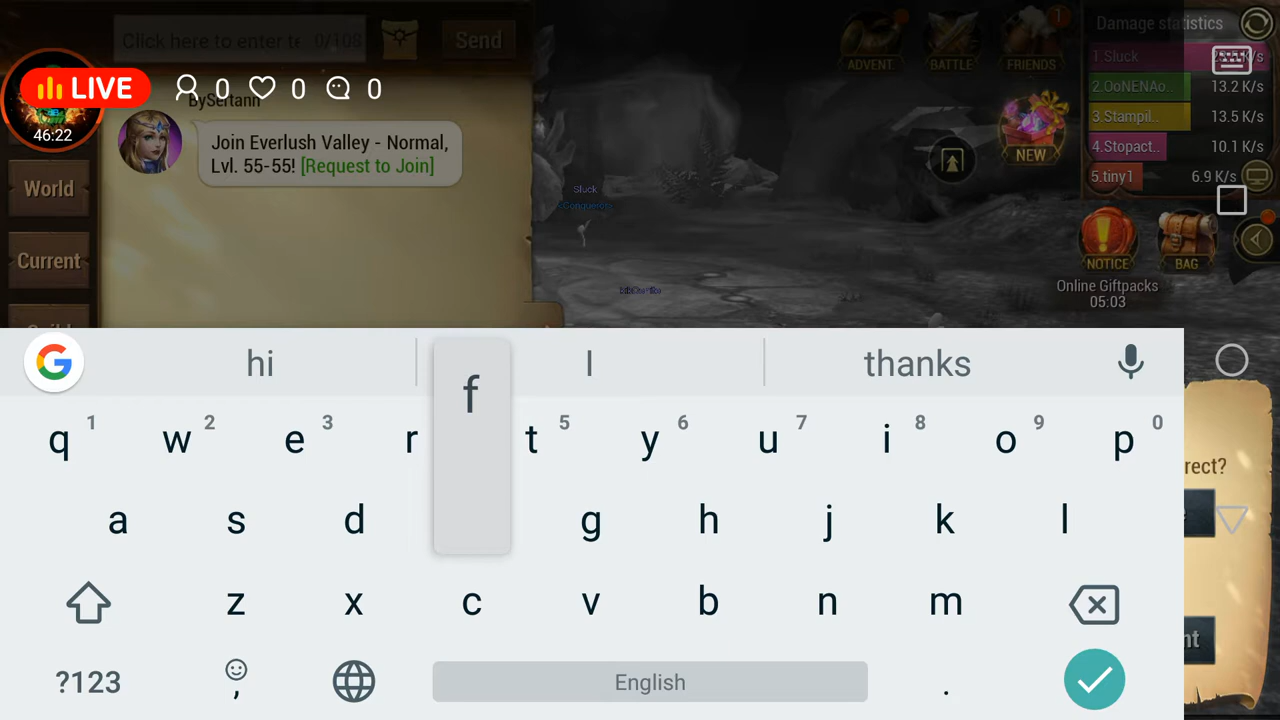 Click here to enter te 0/108
Send
LIVE 0 0 0
46:22
BySertann
Join Everlush Valley - Normal,
Lvl. 55-55! [Request to Join]
World
Current
Sluck
<Conqueror>
ADVENT
BATTLE
FRIENDS
1
NEW
Damage statistics
1.Sluck
2.OoNENAo.. 13.2 K/s
3.Stampil.. 13.5 K/s
4.Stopact.. 10.1 K/s
5.tiny1 6.9 K/s
NOTICE
BAG
Online Giftpacks
05:03
rect?
nt
G hi I thanks
q 1 w 2 e 3 r f t 5 y 6 u 7 i 8 o 9 p 0
a s d g h j k l
z x c v b n m
?123 , English .